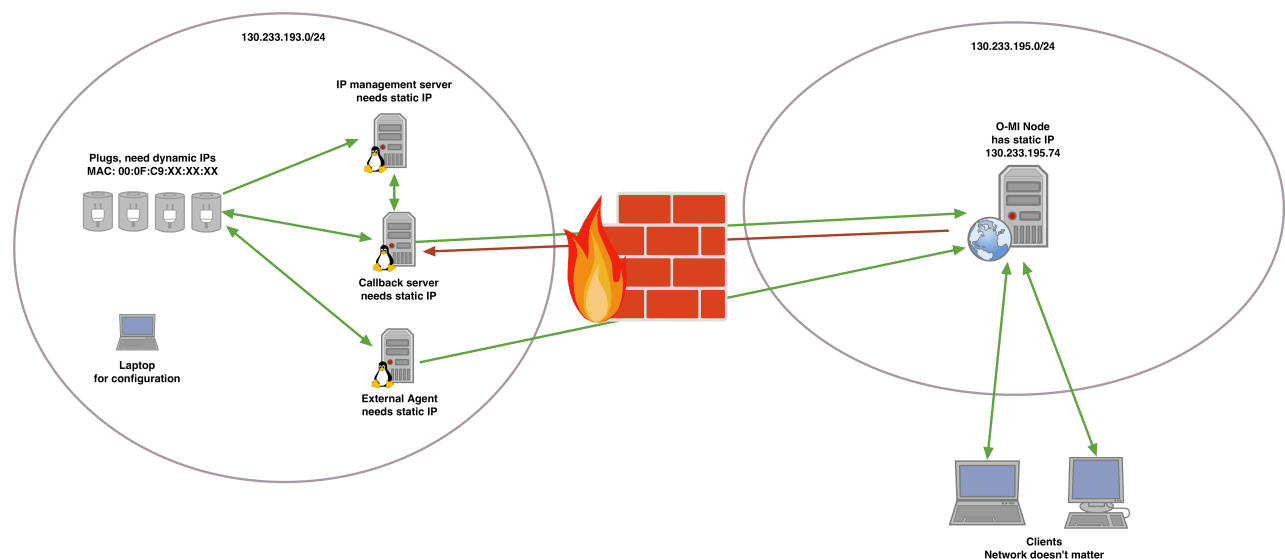 130.233.193.0/24
130.233.195.0/24
IP management server
needs static IP
O-MI Node
has static IP
130.233.195.74
Plugs, need dynamic IPs
MAC: 00:0F:C9:XX:XX:XX
Callback server
needs static IP
Laptop
for configuration
External Agent
needs static IP
Clients
Network doesn't matter